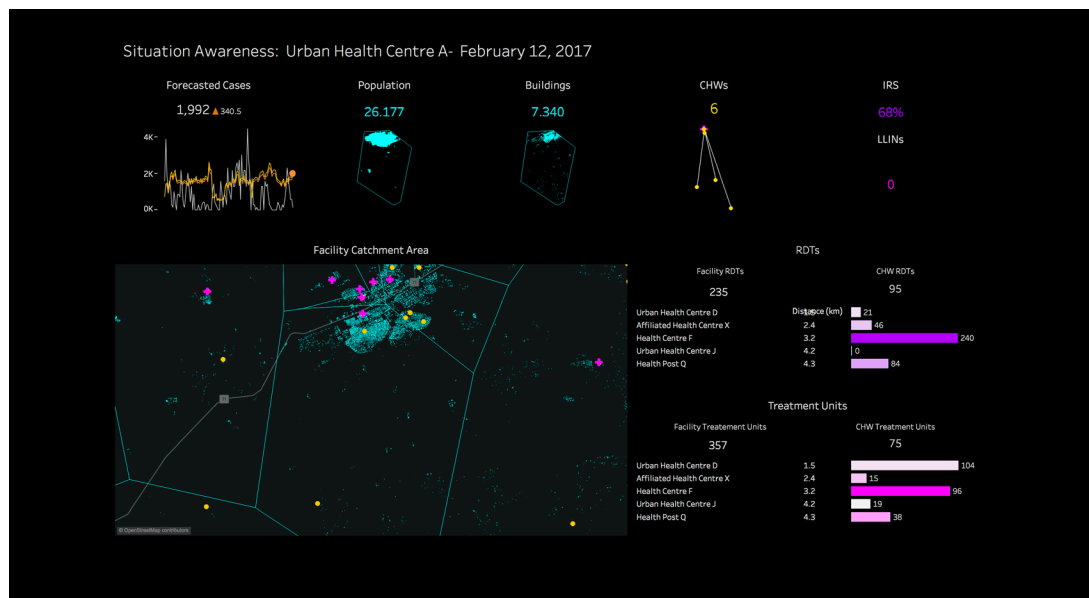 Situation Awareness: Urban Health Centre A- February 12, 2017
Forecasted Cases
1,992 ▲ 340.5
4K
2K
0K
Population
26.177
Buildings
7.340
CHWs
6
IRS
68%
LLINs
0
Facility Catchment Area
© OpenStreetMap contributors
RDTs
Facility RDTs
235
CHW RDTs
95
Distance (km)
Urban Health Centre D 21
Affiliated Health Centre X 2.4 46
Health Centre F 3.2 240
Urban Health Centre J 4.2 0
Health Post Q 4.3 84
Treatment Units
Facility Treatement Units
357
CHW Treatment Units
75
Urban Health Centre D 1.5 104
Affiliated Health Centre X 2.4 15
Health Centre F 3.2 96
Urban Health Centre J 4.2 19
Health Post Q 4.3 38